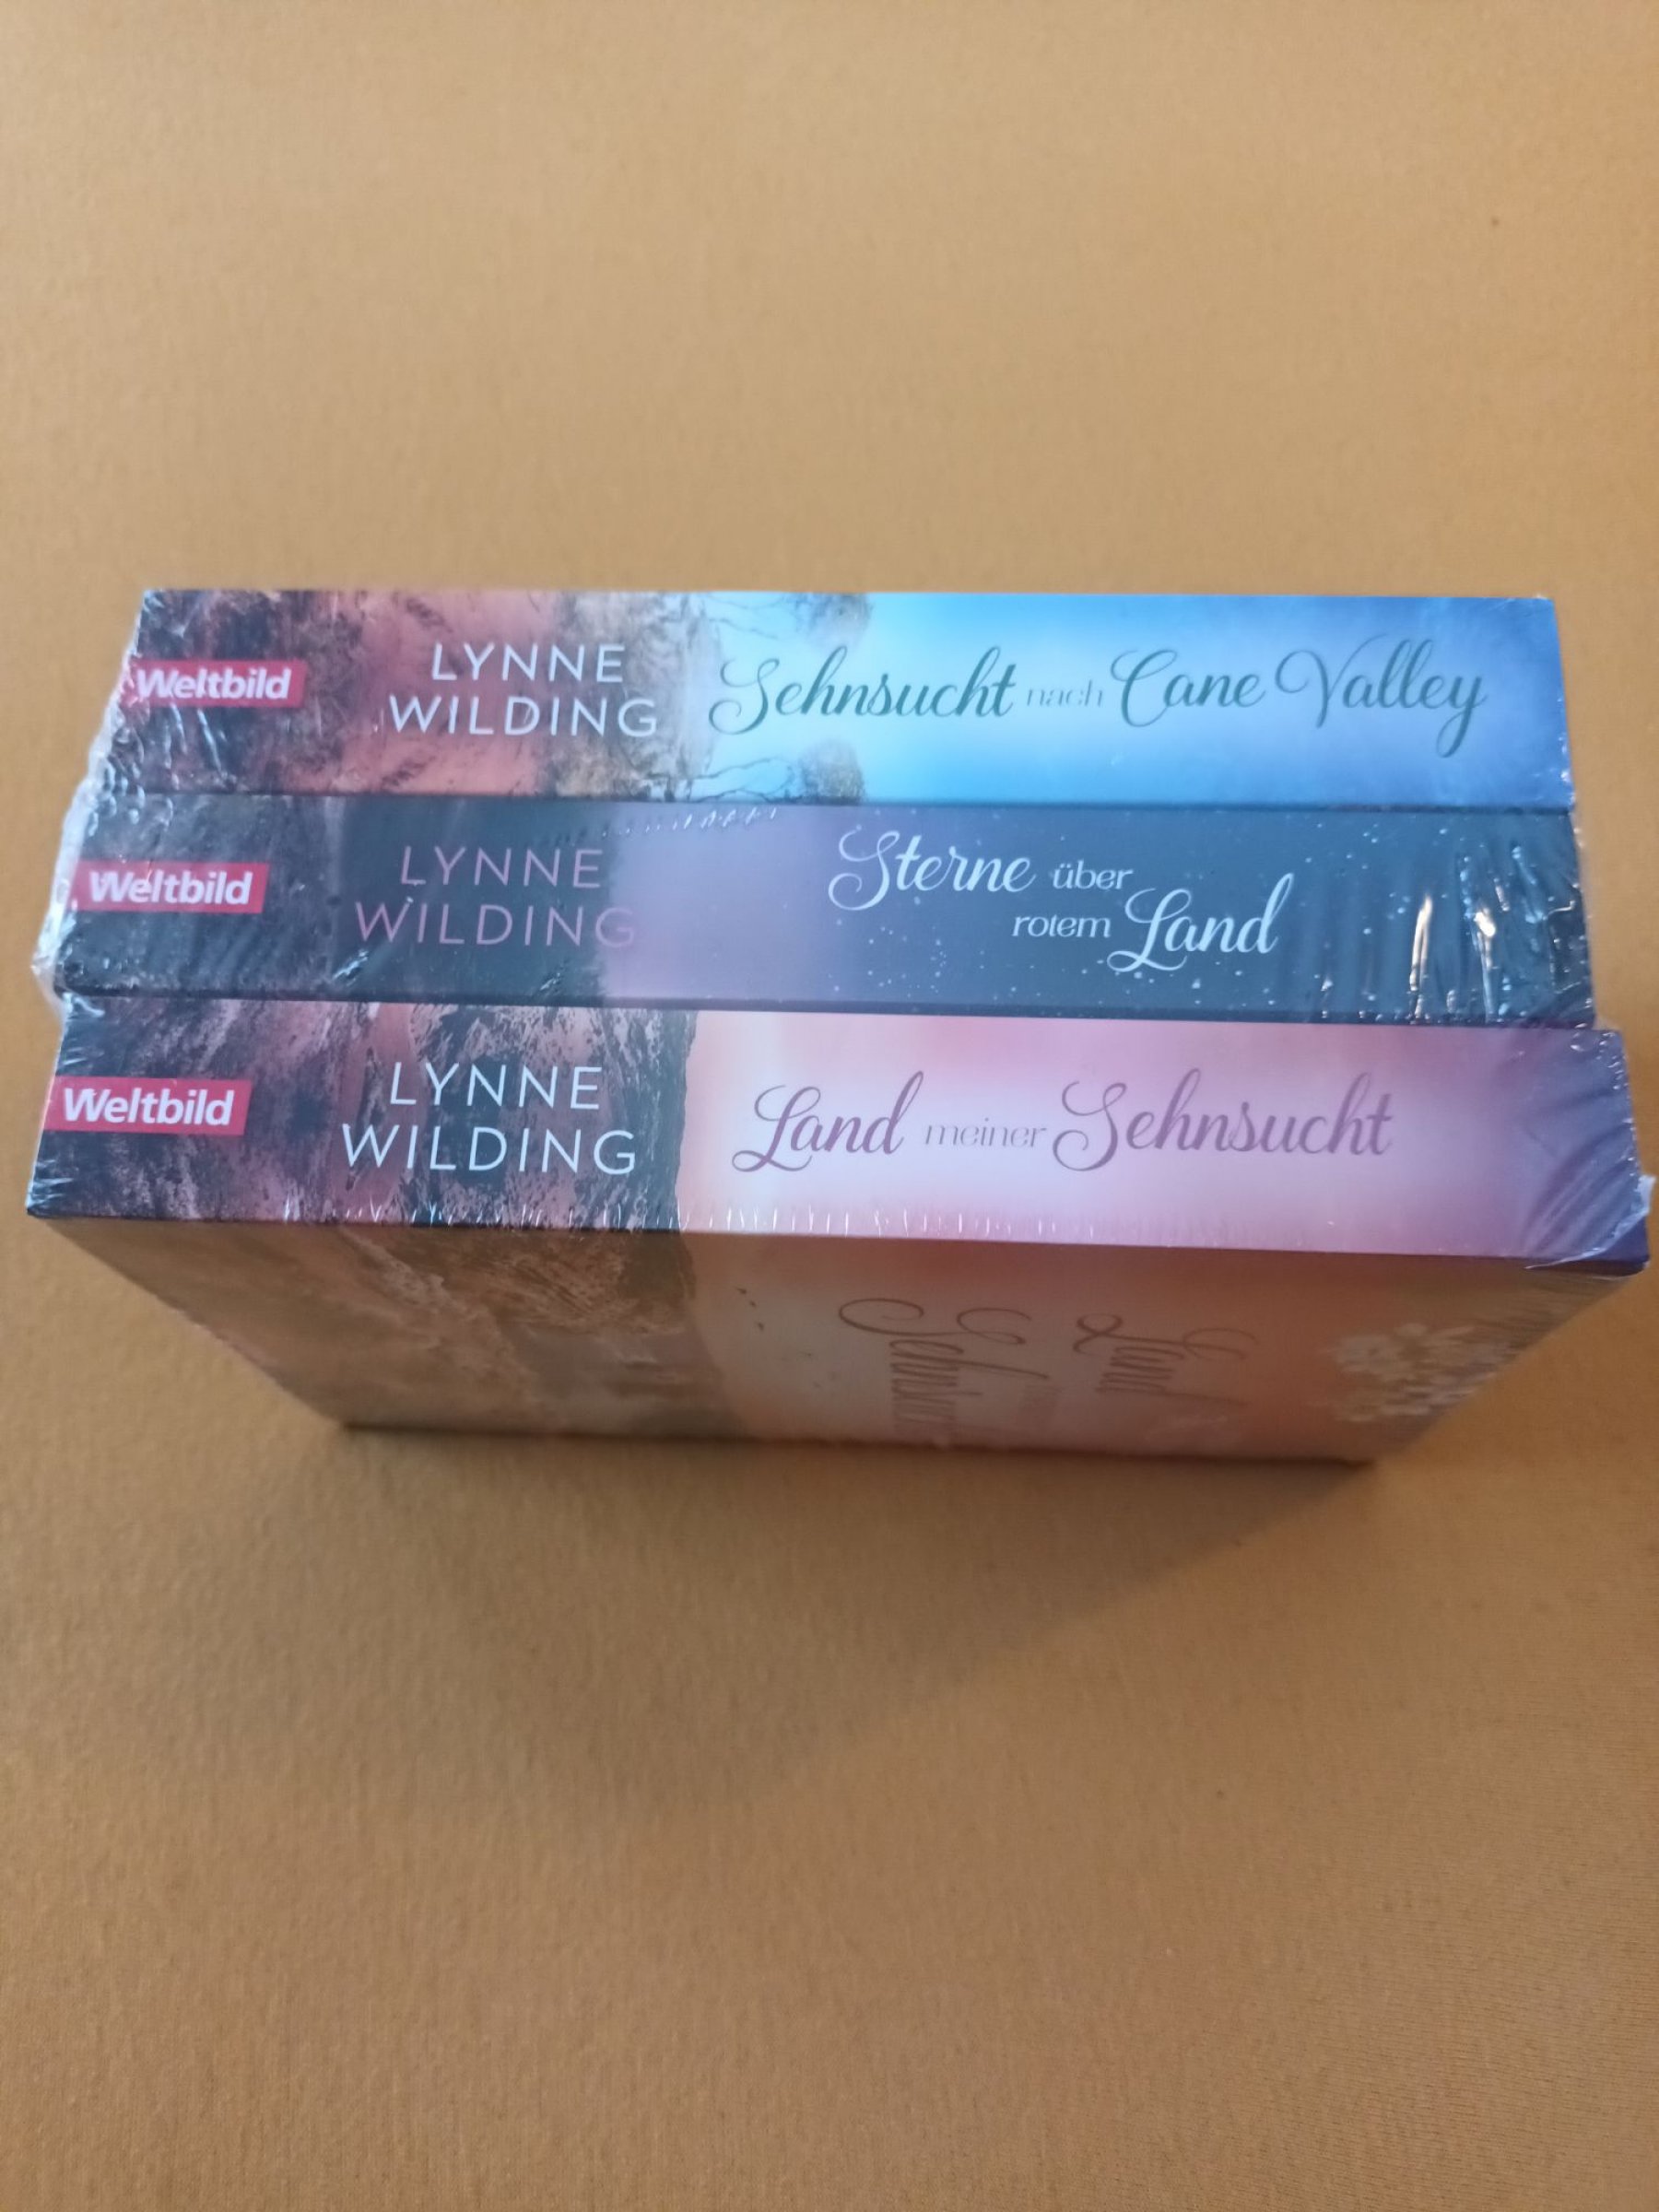 Weltbild
LYNNE
WILDING
Sehnsucht nach Cane Valley
Weltbild
LYNNE
WILDING
Sterne über
rotem Land
Weltbild
LYNNE
WILDING
Land meiner Sehnsucht
Land